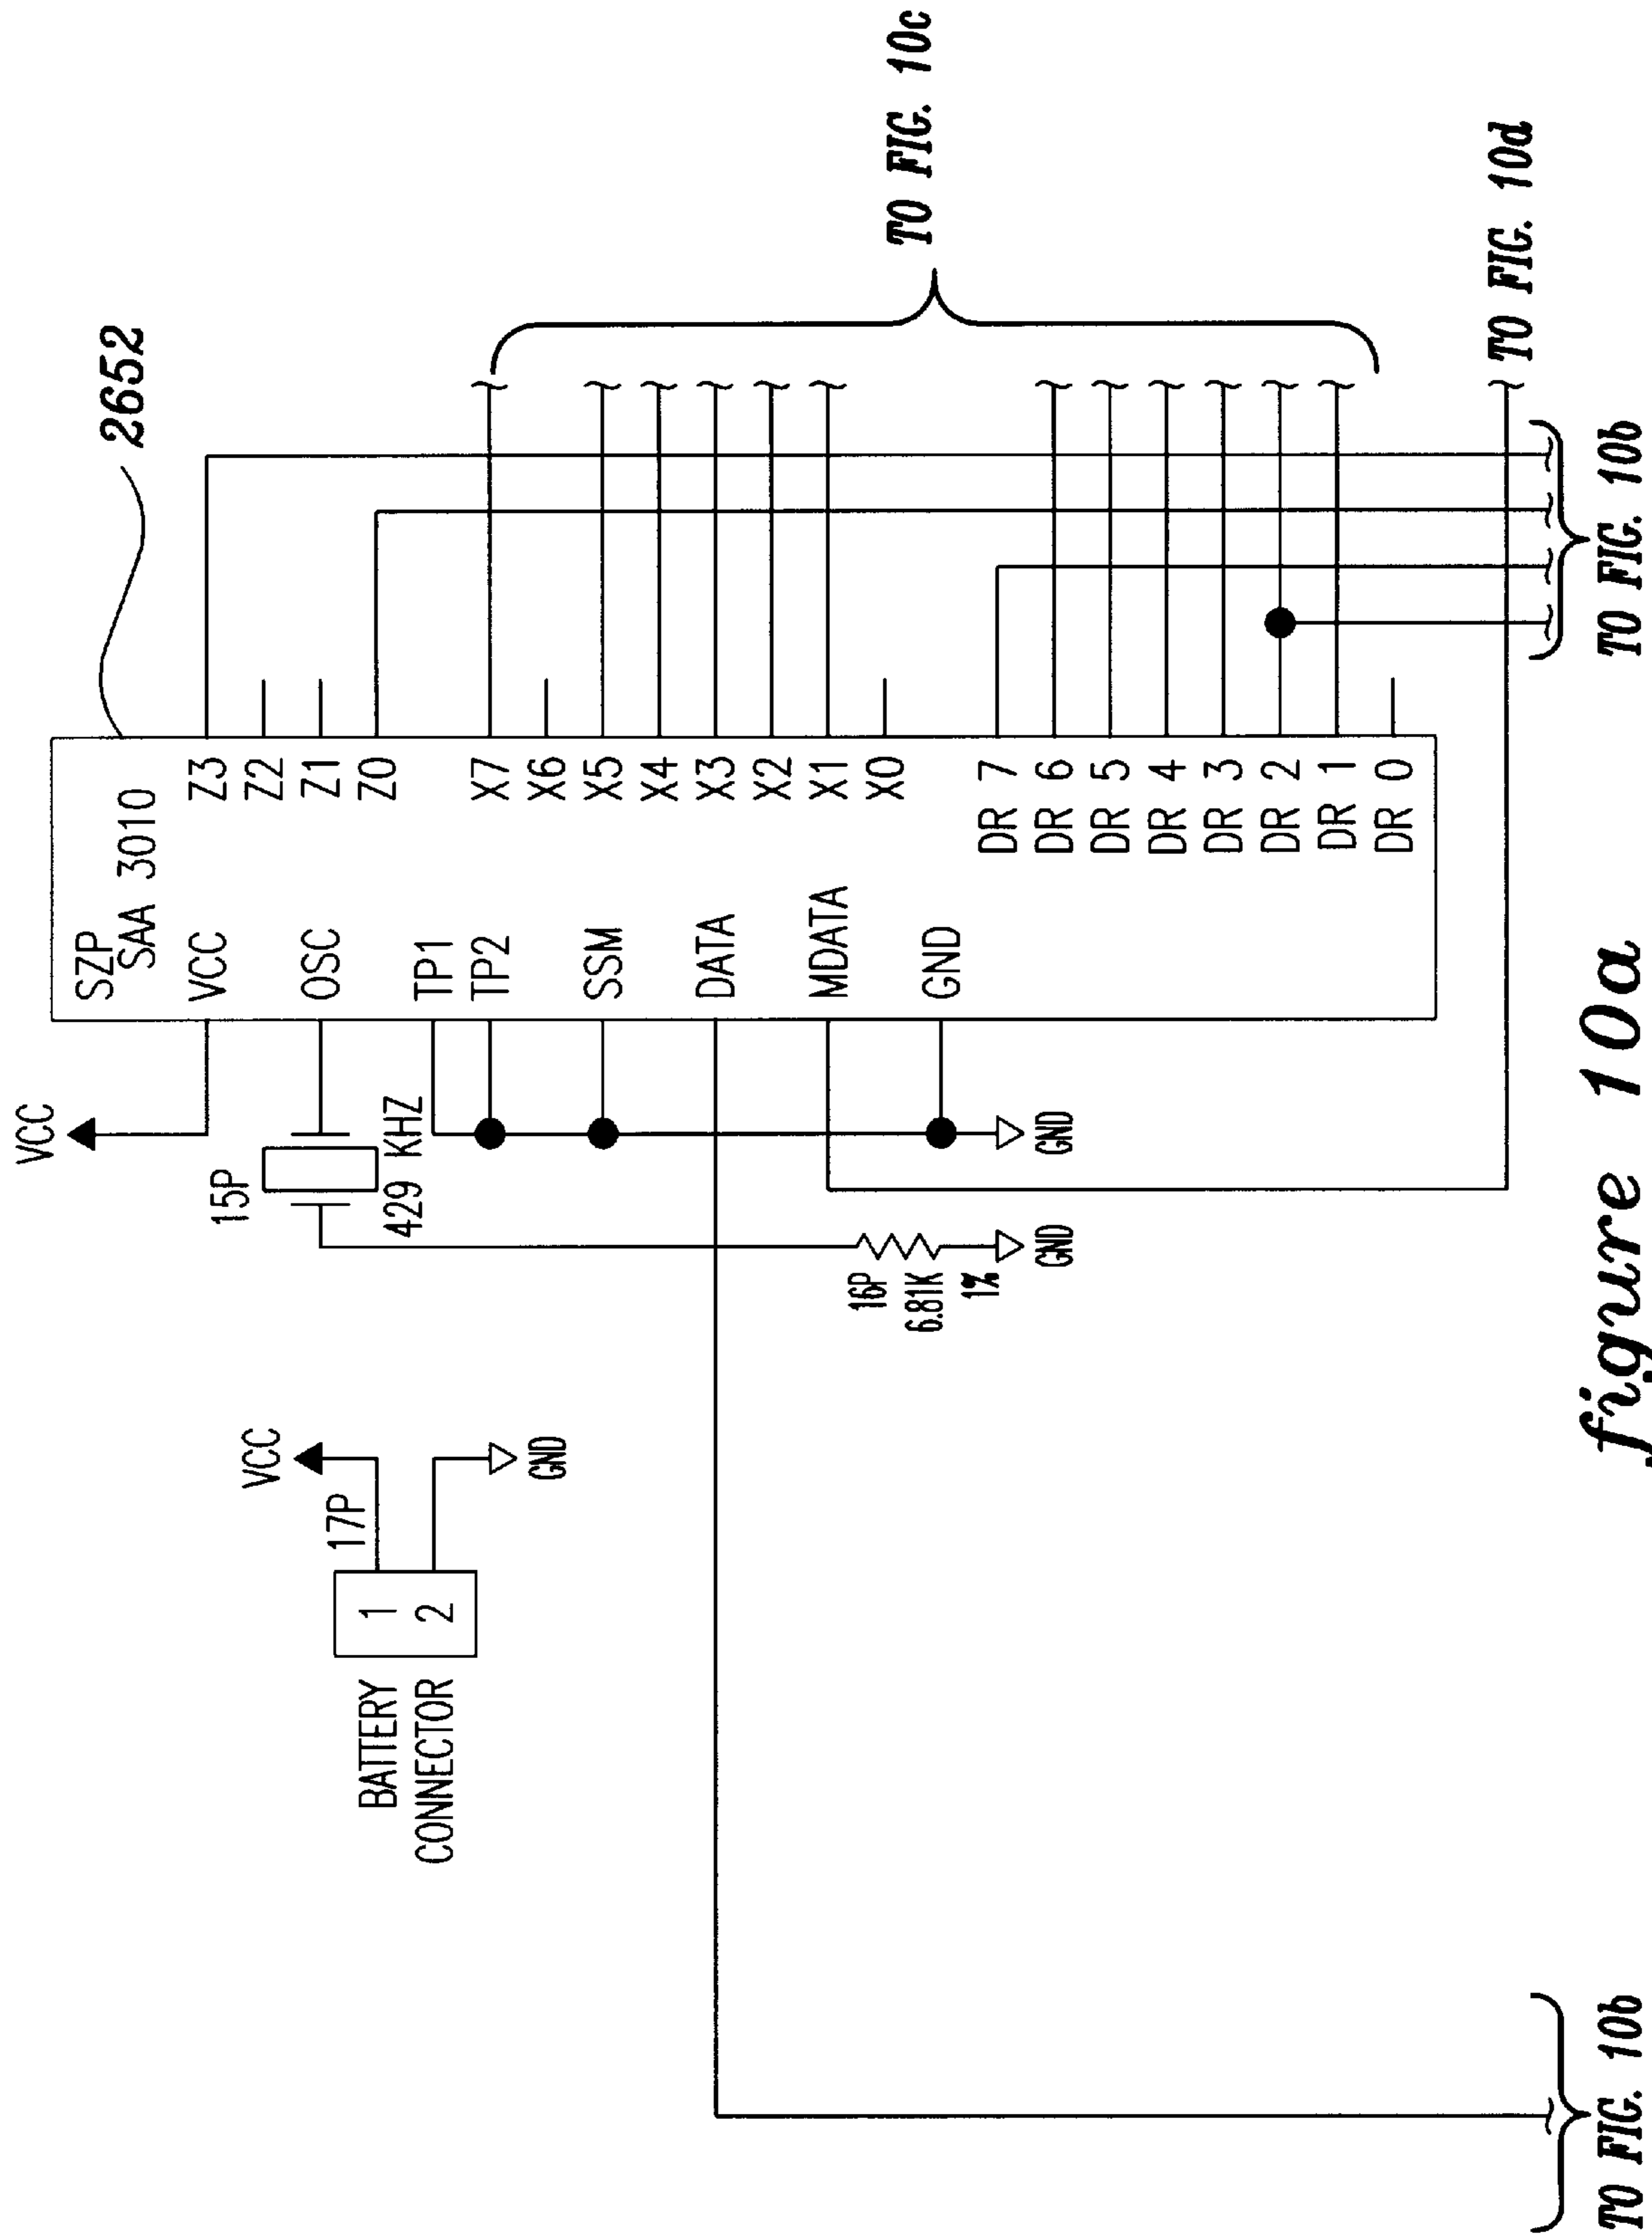 2652
SZP
SAA 3010
VCC
VCC
OSC
TP1
TP2
SSM
DATA
MDATA
GND
Z3
Z2
Z1
Z0
X7
X6
X5
X4
X3
X2
X1
X0
DR 7
DR 6
DR 5
DR 4
DR 3
DR 2
DR 1
DR 0
15P
429 KHZ
GND
16P
6.81K
1%
GND
VCC
17P
1
2
BATTERY
CONNECTOR
GND
TO FIG. 10c
TO FIG. 10d
TO FIG. 10b
TO FIG. 10b
figure 10a